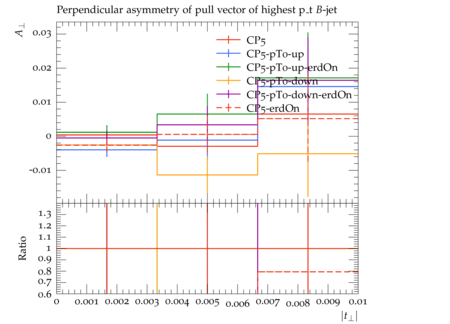 Perpendicular asymmetry of pull vector of highest p_t B-jet
A⊥
0.03
0.02
0.01
0
-0.01
CP5
CP5-pTo-up
CP5-pTo-up-erdOn
CP5-pTo-down
CP5-pTo-down-erdOn
CP5-erdOn
Ratio
1.3
1.2
1.1
1
0.9
0.8
0.7
0.6
0
0.001
0.002
0.003
0.004
0.005
0.006
0.007
0.008
0.009
0.01
|t⊥|